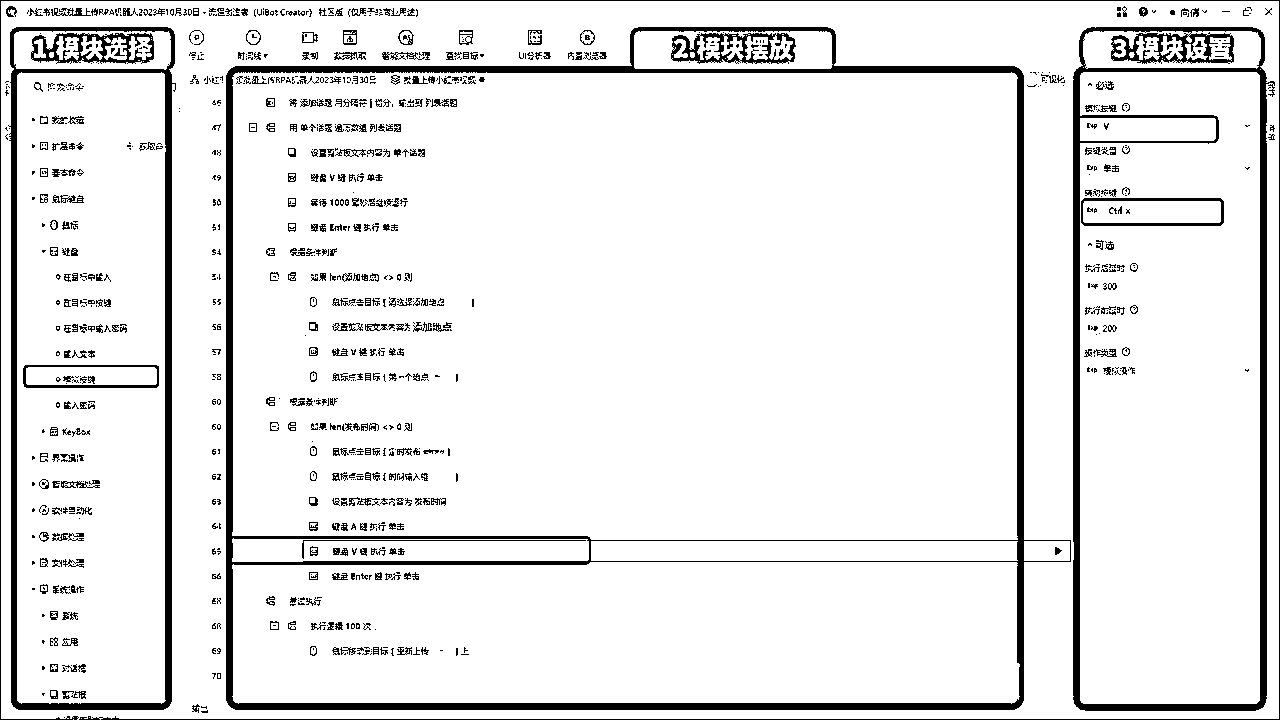 小红书视频批量上传RPA机器人2023年10月30日 - 流程创造者 (UiBot Creator) 社区版 (仅用于非商业用途)
1.模块选择
停止
时间线
录制
数据抓取
智能文档处理
查找目标
UI分析器
内置浏览器
2.模块摆放
3.模块设置
搜索命令
我的收藏
扩展命令
基本命令
鼠标键盘
鼠标
键盘
在目标中输入
在目标中按键
在目标中输入密码
输入文本
模拟按键
输入密码
KeyBox
界面操作
智能文档处理
软件自动化
数据处理
文件处理
系统操作
系统
应用
对话框
剪贴板
小红书
频批量上传RPA机器人2023年10月30日
批量上传小红书视频
可视化
46 将 添加话题 用分隔符 切分，输出到 列表话题
47 用 单个话题 遍历数组 列表话题
48 设置剪贴板文本内容为 单个话题
49 键盘 V 键 执行 单击
50 等待 1000 毫秒后继续运行
51 键盘 Enter 键 执行 单击
54 根据条件判断
54 如果 len(添加地点) <> 0 则
55 鼠标点击目标 [ 请选择添加地点 ]
56 设置剪贴板文本内容为 添加地点
57 键盘 V 键 执行 单击
58 鼠标点击目标 [ 第一个地点 ]
60 根据条件判断
60 如果 len(发布时间) <> 0 则
61 鼠标点击目标 [ 定时发布 ]
62 鼠标点击目标 [ 时间输入框 ]
63 设置剪贴板文本内容为 发布时间
64 键盘 A 键 执行 单击
65 键盘 V 键 执行 单击
66 键盘 Enter 键 执行 单击
68
68 执行逻辑 100 次
69 鼠标移动到目标 [ 重新上传 ] 上
70
输出
必选
模拟按键
Exp V
按键类型
Exp 单击
辅助按键
Exp Ctrl x
可选
执行后延时
Exp 300
执行前延时
Exp 200
操作类型
Exp 模拟操作